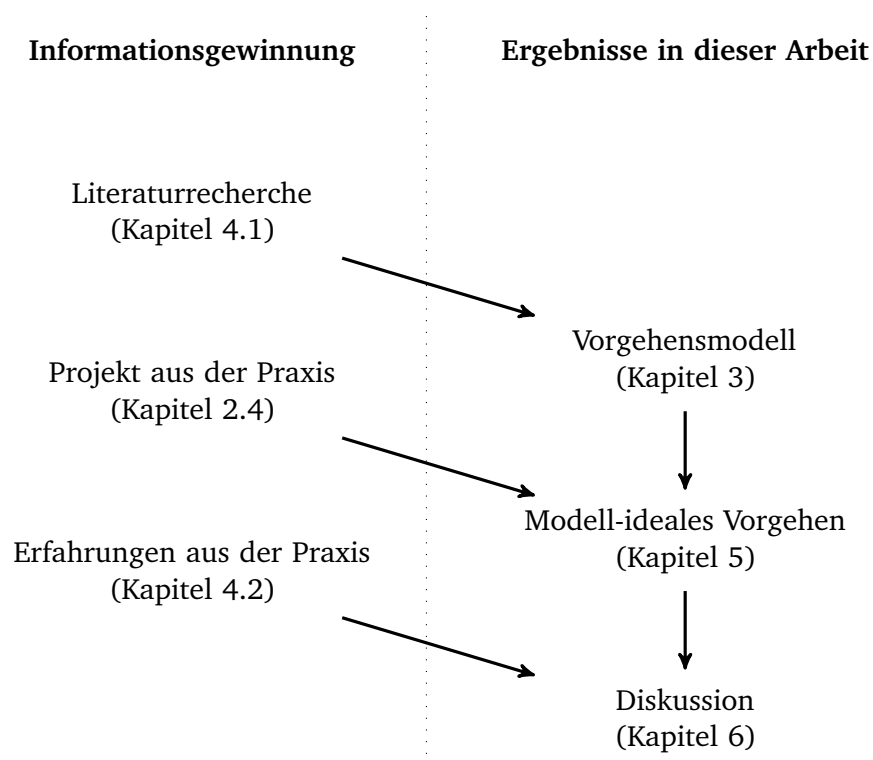 Informationsgewinnung
Ergebnisse in dieser Arbeit
Literaturrecherche
(Kapitel 4.1)
Vorgehensmodell
(Kapitel 3)
Projekt aus der Praxis
(Kapitel 2.4)
Modell-ideales Vorgehen
(Kapitel 5)
Erfahrungen aus der Praxis
(Kapitel 4.2)
Diskussion
(Kapitel 6)